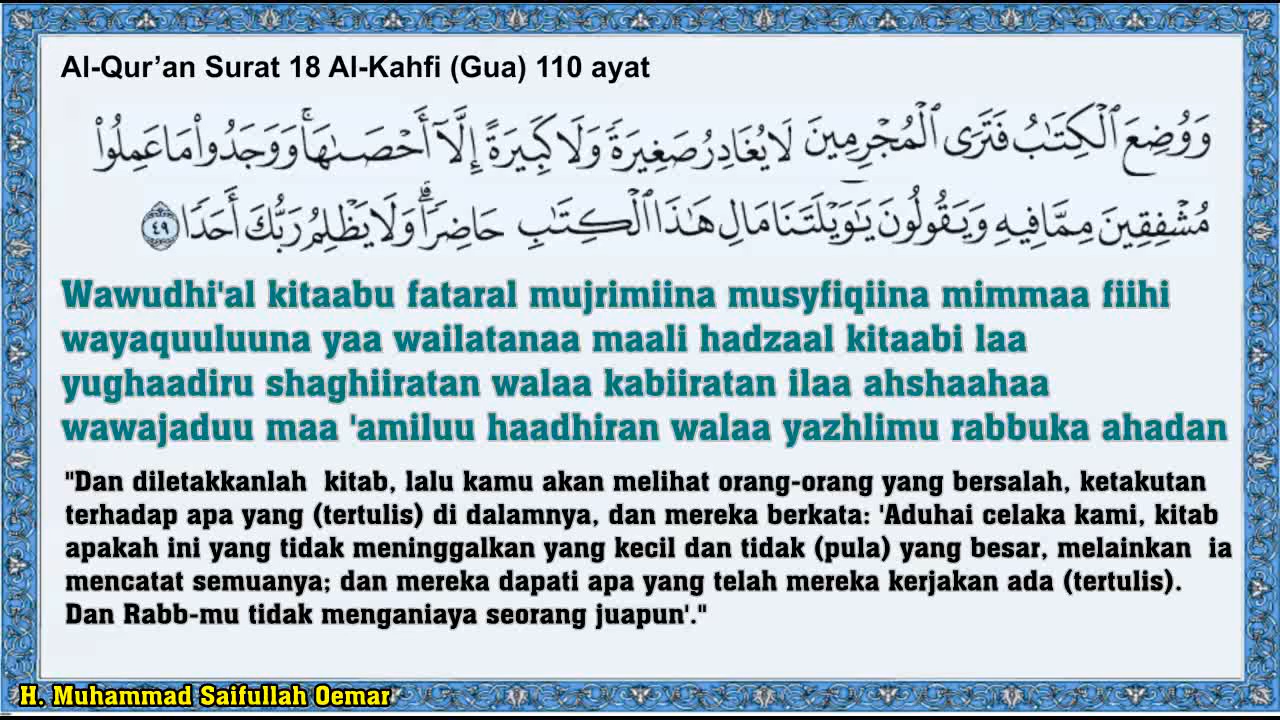 Al-Qur'an Surat 18 Al-Kahfi (Gua) 110 ayat
وَوُضِعَ ٱلْكِتَـٰبُ فَتَرَى ٱلْمُجْرِمِينَ لَا يُغَادِرُ صَغِيرَةً وَلَا كَبِيرَةً إِلَّآ أَحْصَىٰهَا ۚ وَوَجَدُوا۟ مَا عَمِلُوا۟
مُشْفِقِينَ مِمَّا فِيهِ وَيَقُولُونَ يَـٰوَيْلَتَنَا مَالِ هَـٰذَا ٱلْكِتَـٰبِ حَاضِرًا ۗ وَلَا يَظْلِمُ رَبُّكَ أَحَدًا ٤٩
Wawudhi'al kitaabu fataral mujrimiina musyfiqiina mimmaa fiihi
wayaquuluuna yaa wailatanaa maali hadzaal kitaabi laa
yughaadiru shaghiiratan walaa kabiiratan ilaa ahshaahaa
wawajaduu maa 'amiluu haadhiran walaa yazhlimu rabbuka ahadan
"Dan diletakkanlah kitab, lalu kamu akan melihat orang-orang yang bersalah, ketakutan
terhadap apa yang (tertulis) di dalamnya, dan mereka berkata: 'Aduhai celaka kami, kitab
apakah ini yang tidak meninggalkan yang kecil dan tidak (pula) yang besar, melainkan ia
mencatat semuanya; dan mereka dapati apa yang telah mereka kerjakan ada (tertulis).
Dan Rabb-mu tidak menganiaya seorang juapun'."
H. Muhammad Saifullah Oemar